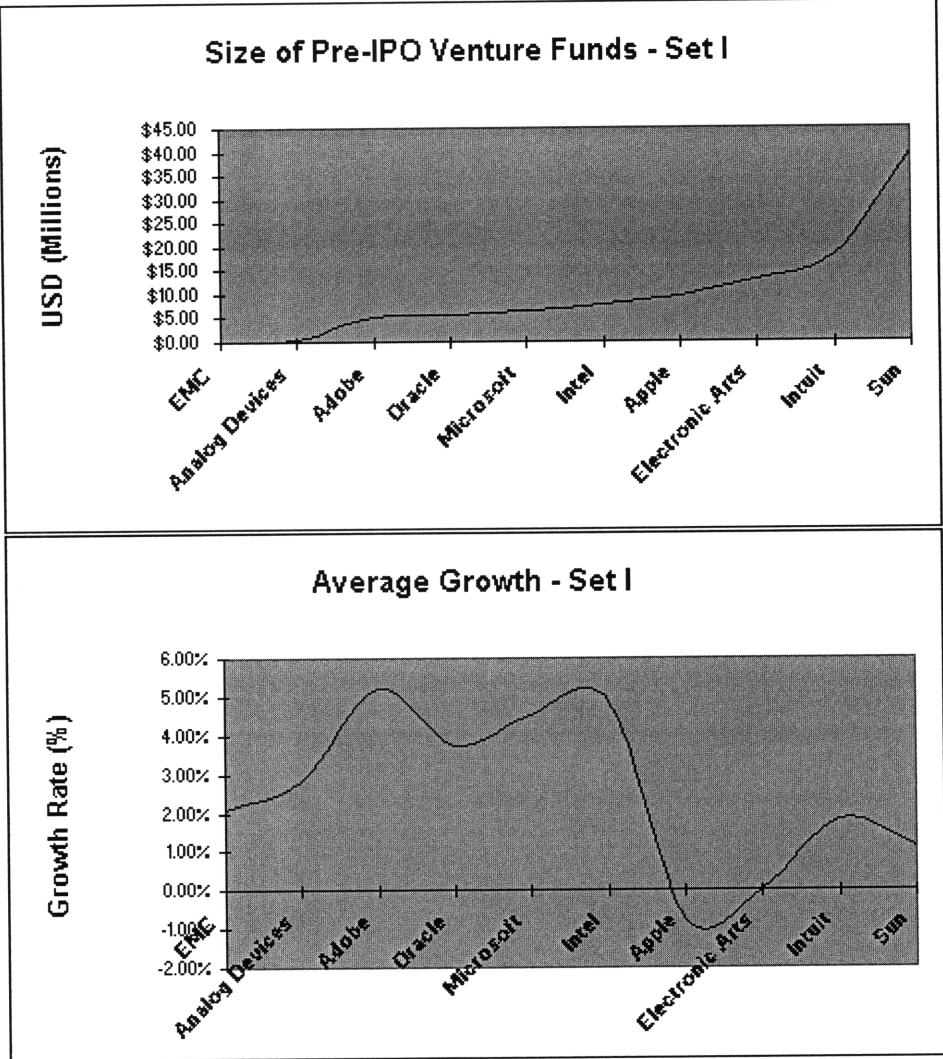 Size of Pre-IPO Venture Funds - Set I
USD (Millions)
$45.00
$40.00
$35.00
$30.00
$25.00
$20.00
$15.00
$10.00
$5.00
$0.00
EMC
Analog Devices
Adobe
Oracle
Microsoft
Intel
Apple
Electronic Arts
Intuit
Sun
Average Growth - Set I
Growth Rate (%)
6.00%
5.00%
4.00%
3.00%
2.00%
1.00%
0.00%
-1.00%
-2.00%
EMC
Analog Devices
Adobe
Oracle
Microsoft
Intel
Apple
Electronic Arts
Intuit
Sun